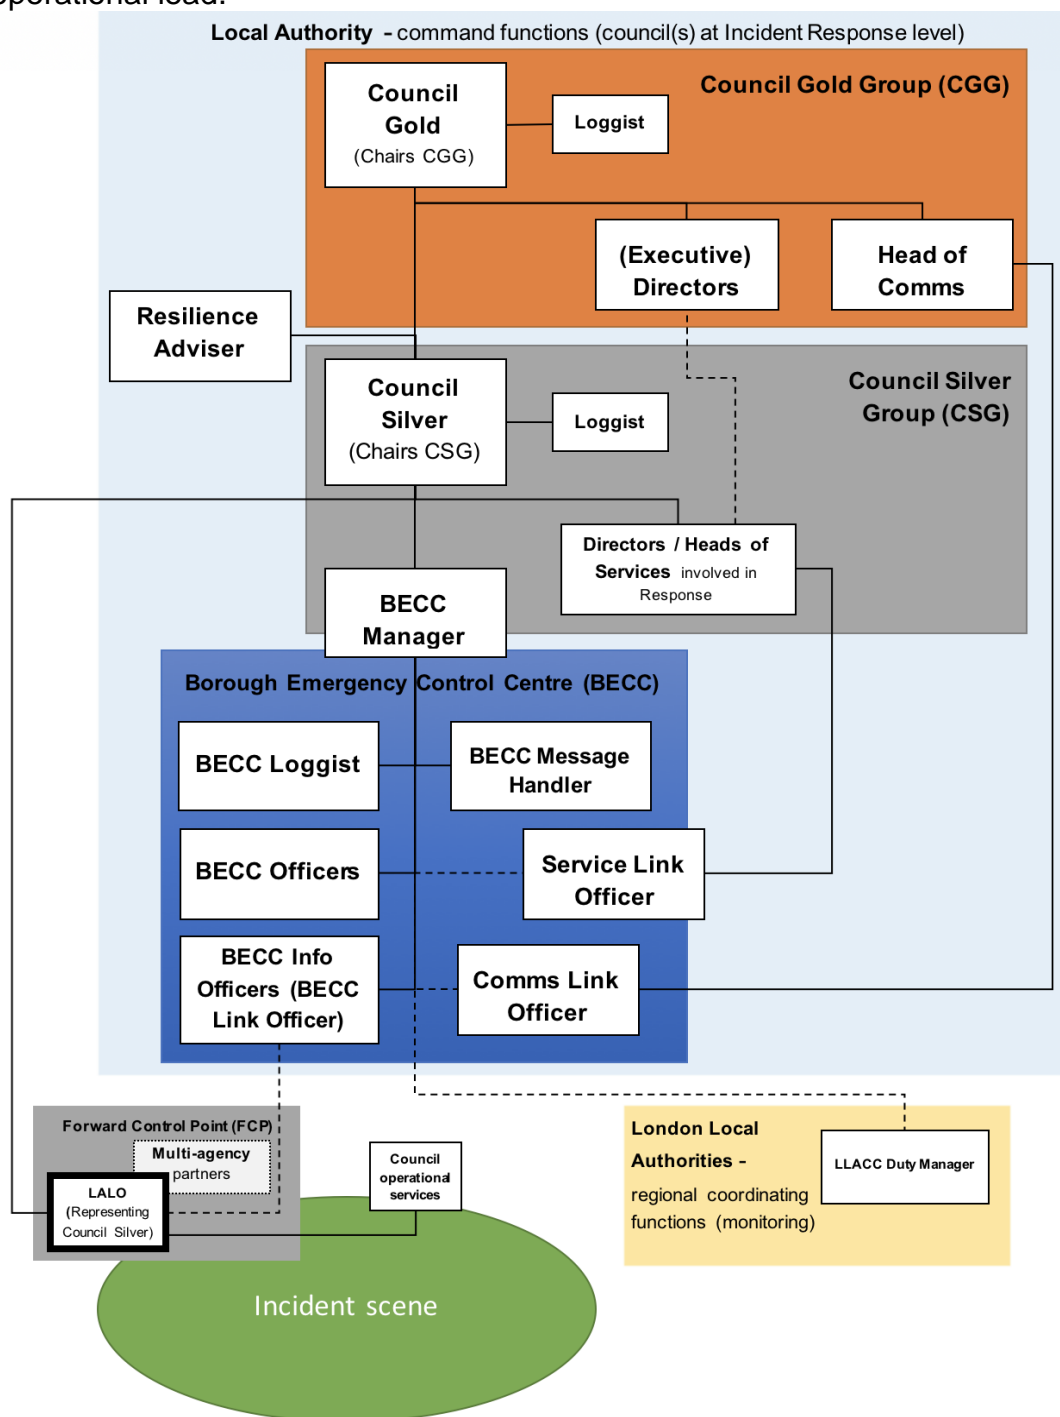 operational lead.
Local Authority - command functions (council(s) at Incident Response level)
Council Gold Group (CGG)
Council
Gold
(Chairs CGG)
Loggist
(Executive)
Directors
Head of
Comms
Resilience
Adviser
Council Silver
Group (CSG)
Council
Silver
(Chairs CSG)
Loggist
Directors / Heads of
Services involved in
Response
BECC
Manager
Borough Emergency Control Centre (BECC)
BECC Loggist
BECC Message
Handler
BECC Officers
Service Link
Officer
BECC Info
Officers (BECC
Link Officer)
Comms Link
Officer
Forward Control Point (FCP)
Multi-agency
partners
LALO
(Representing
Council Silver)
Council
operational
services
London Local
Authorities -
regional coordinating
functions (monitoring)
LLACC Duty Manager
Incident scene